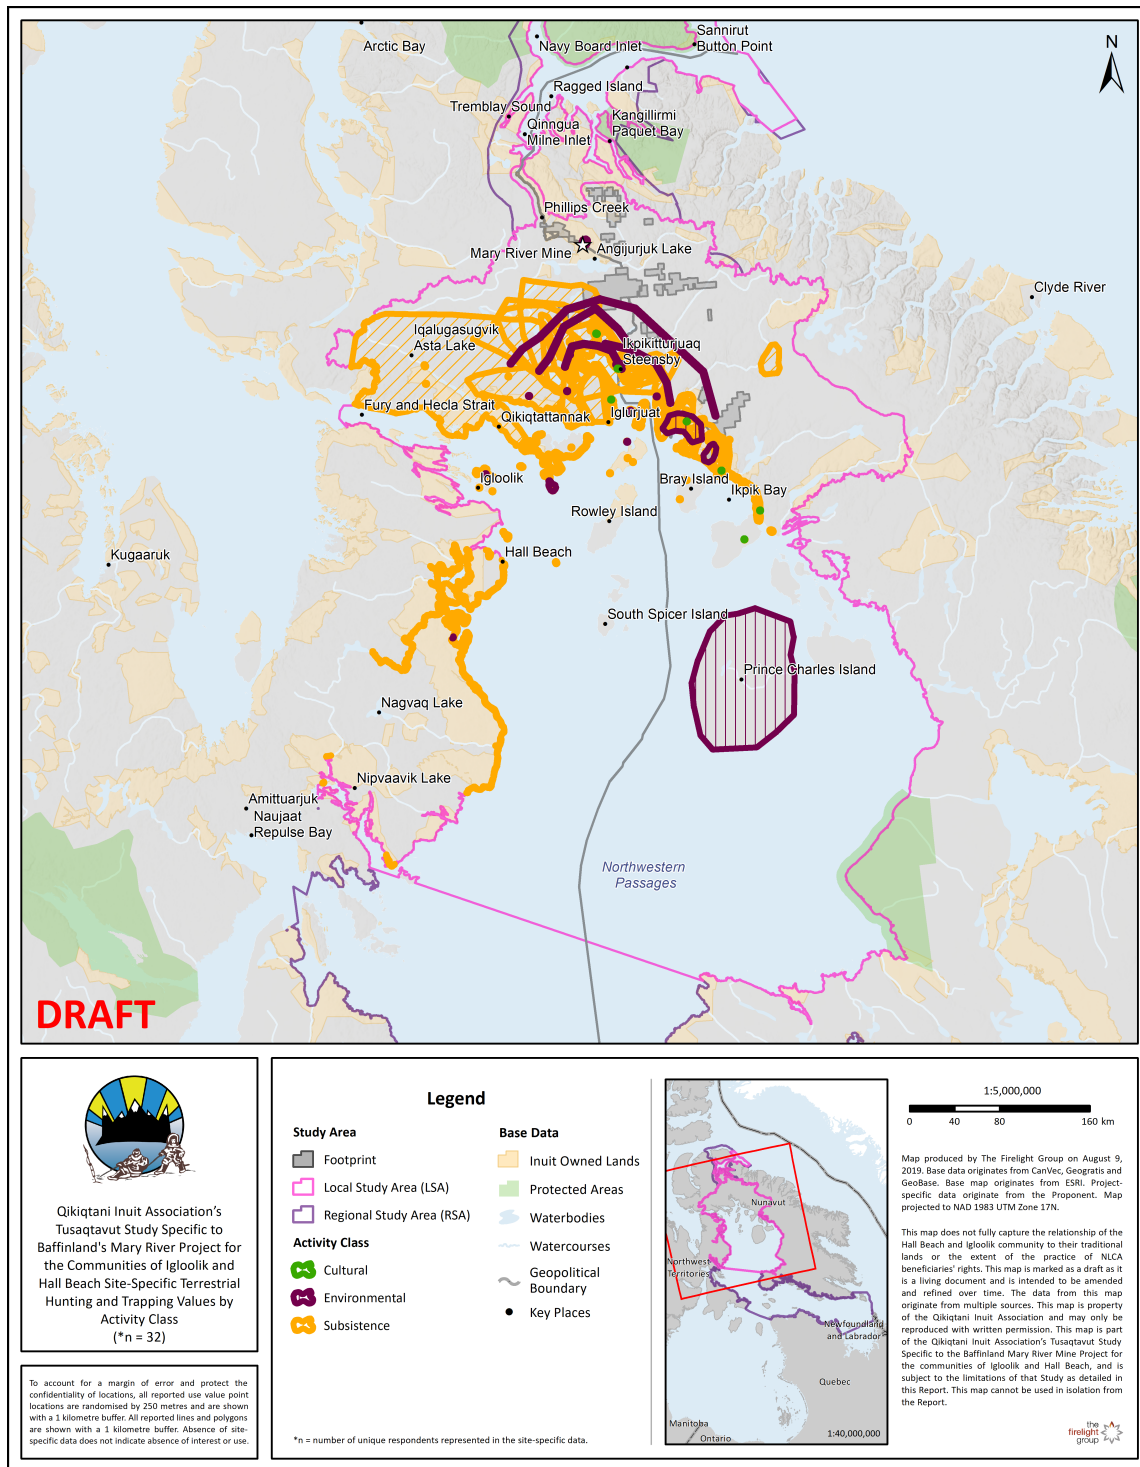 Sannirut
Button Point
N
Arctic Bay
Navy Board Inlet
Ragged Island
Tremblay Sound
Kangillirmi
Paquet Bay
Qinngua
Milne Inlet
Phillips Creek
Mary River Mine
Angijurjuk Lake
Clyde River
Iqalugasugvik
Asta Lake
Ikpikitturjuaq
Steensby
Fury and Hecla Strait
Qikiqtattannak
Iglurjuat
Igloolik
Bray Island
Ikpik Bay
Rowley Island
Hall Beach
Kugaaruk
South Spicer Island
Prince Charles Island
Nagvaq Lake
Nipvaavik Lake
Amittuarjuk
Naujaat
Repulse Bay
Northwestern
Passages
DRAFT
Qikiqtani Inuit Association's
Tusaqtavut Study Specific to
Baffinland's Mary River Project for
the Communities of Igloolik and
Hall Beach Site-Specific Terrestrial
Hunting and Trapping Values by
Activity Class
(*n = 32)
To account for a margin of error and protect the
confidentiality of locations, all reported use value point
locations are randomised by 250 metres and are shown
with a 1 kilometre buffer. All reported lines and polygons
are shown with a 1 kilometre buffer. Absence of site-
specific data does not indicate absence of interest or use.
Legend
Study Area
Footprint
Local Study Area (LSA)
Regional Study Area (RSA)
Activity Class
Cultural
Environmental
Subsistence
Base Data
Inuit Owned Lands
Protected Areas
Waterbodies
Watercourses
Geopolitical
Boundary
Key Places
*n = number of unique respondents represented in the site-specific data.
Nunavut
Northwest
Territories
Newfoundland
and Labrador
Quebec
Manitoba
Ontario
1:40,000,000
1:5,000,000
0 40 80 160 km
Map produced by The Firelight Group on August 9,
2019. Base data originates from CanVec, Geogratis and
GeoBase. Base map originates from ESRI. Project-
specific data originate from the Proponent. Map
projected to NAD 1983 UTM Zone 17N.
This map does not fully capture the relationship of the
Hall Beach and Igloolik community to their traditional
lands or the extent of the practice of NLCA
beneficiaries' rights. This map is marked as a draft as it
is a living document and is intended to be amended
and refined over time. The data from this map
originate from multiple sources. This map is property
of the Qikiqtani Inuit Association and may only be
reproduced with written permission. This map is part
of the Qikiqtani Inuit Association's Tusaqtavut Study
Specific to the Baffinland Mary River Mine Project for
the communities of Igloolik and Hall Beach, and is
subject to the limitations of that Study as detailed in
this Report. This map cannot be used in isolation from
the Report.
the
firelight
group